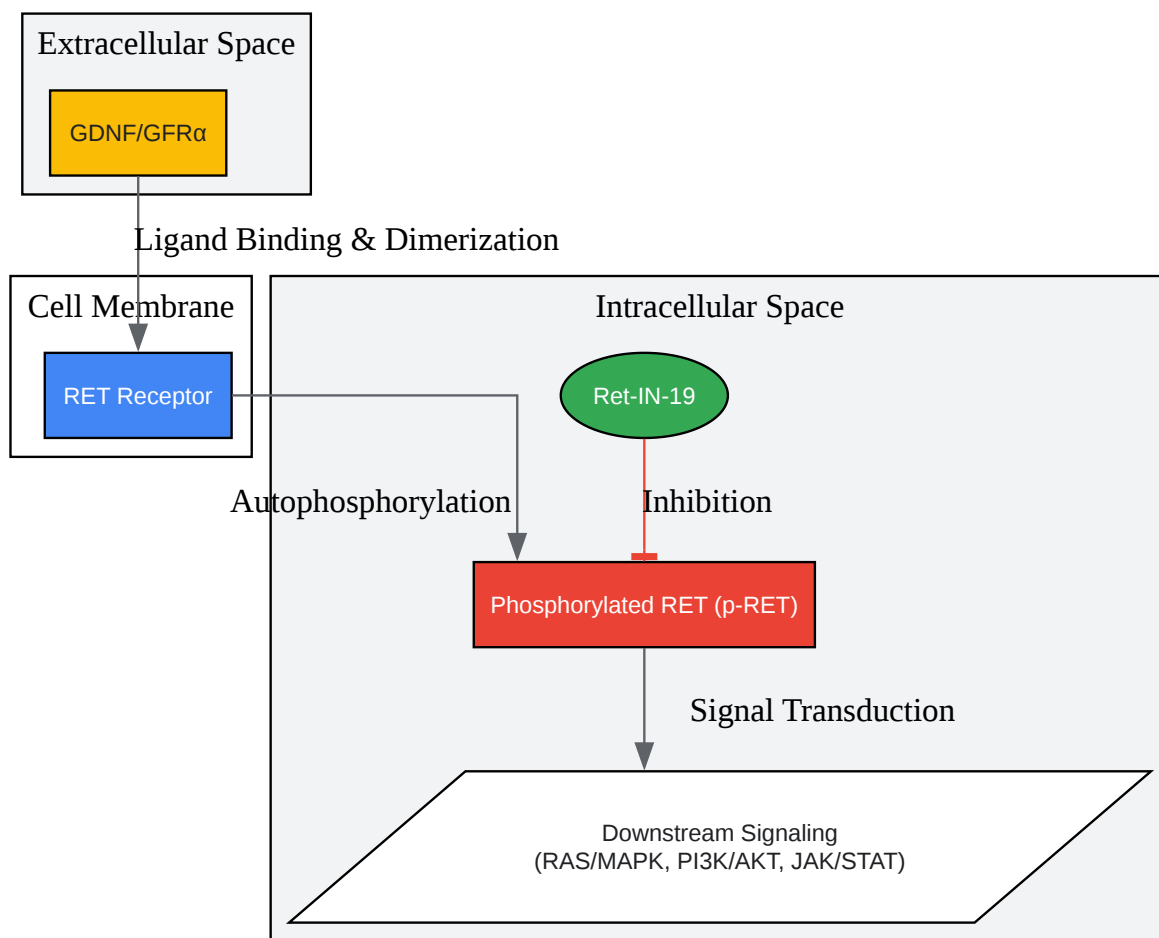 Extracellular Space
GDNF/GFRα
Ligand Binding & Dimerization
Cell Membrane
Intracellular Space
RET Receptor
Ret-IN-19
Autophosphorylation
Inhibition
Phosphorylated RET (p-RET)
Signal Transduction
Downstream Signaling
(RAS/MAPK, PI3K/AKT, JAK/STAT)